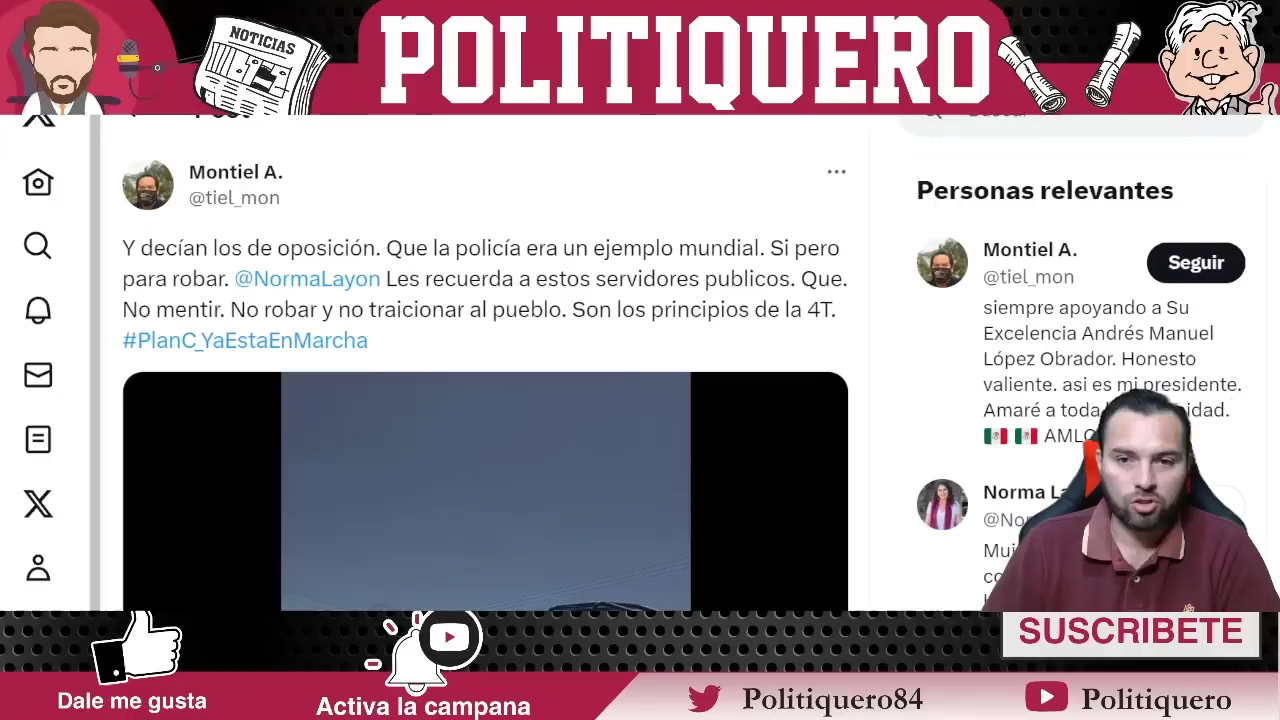 NOTICIAS
POLITIQUERO
Montiel A.
@tiel_mon
Y decían los de oposición. Que la policía era un ejemplo mundial. Si pero
para robar. @NormaLayon Les recuerda a estos servidores publicos. Que.
No mentir. No robar y no traicionar al pueblo. Son los principios de la 4T.
#PlanC_YaEstaEnMarcha
Personas relevantes
Montiel A.
@tiel_mon
Seguir
siempre apoyando a Su
Excelencia Andrés Manuel
López Obrador. Honesto
valiente. asi es mi presidente.
Amaré a toda
AMLO
Norma
SUSCRIBETE
Dale me gusta
Activa la campana
Politiquero84
Politiquero